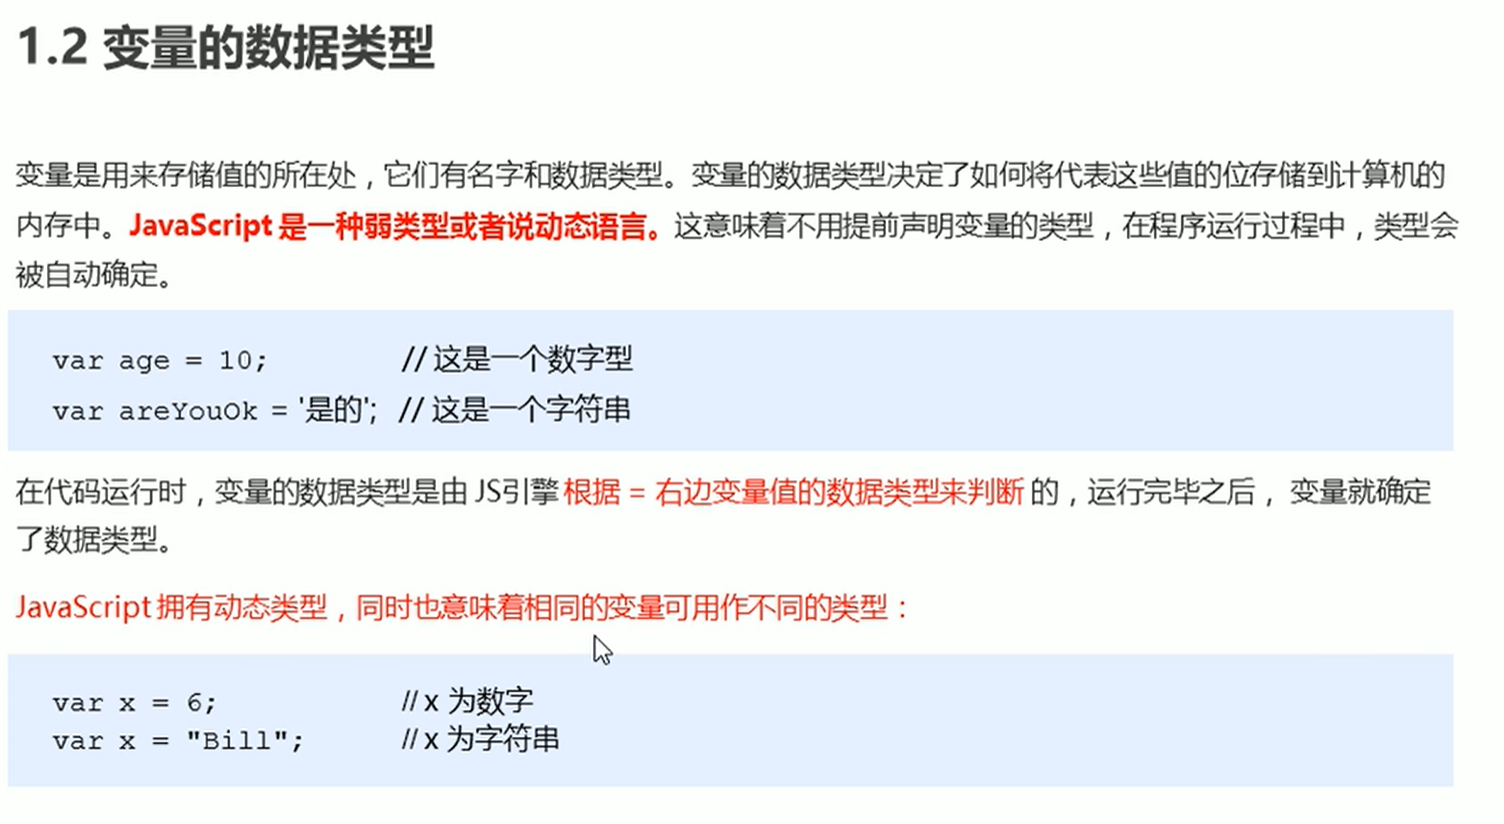 1.2 变量的数据类型
变量是用来存储值的所在处，它们有名字和数据类型。变量的数据类型决定了如何将代表这些值的位存储到计算机的
内存中。JavaScript 是一种弱类型或者说动态语言。这意味着不用提前声明变量的类型，在程序运行过程中，类型会
被自动确定。
var age = 10; // 这是一个数字型
var areYouOk = '是的'; // 这是一个字符串
在代码运行时，变量的数据类型是由 JS引擎 根据 = 右边变量值的数据类型来判断 的，运行完毕之后， 变量就确定
了数据类型。
JavaScript 拥有动态类型，同时也意味着相同的变量可用作不同的类型：
var x = 6; // x 为数字
var x = "Bill"; // x 为字符串